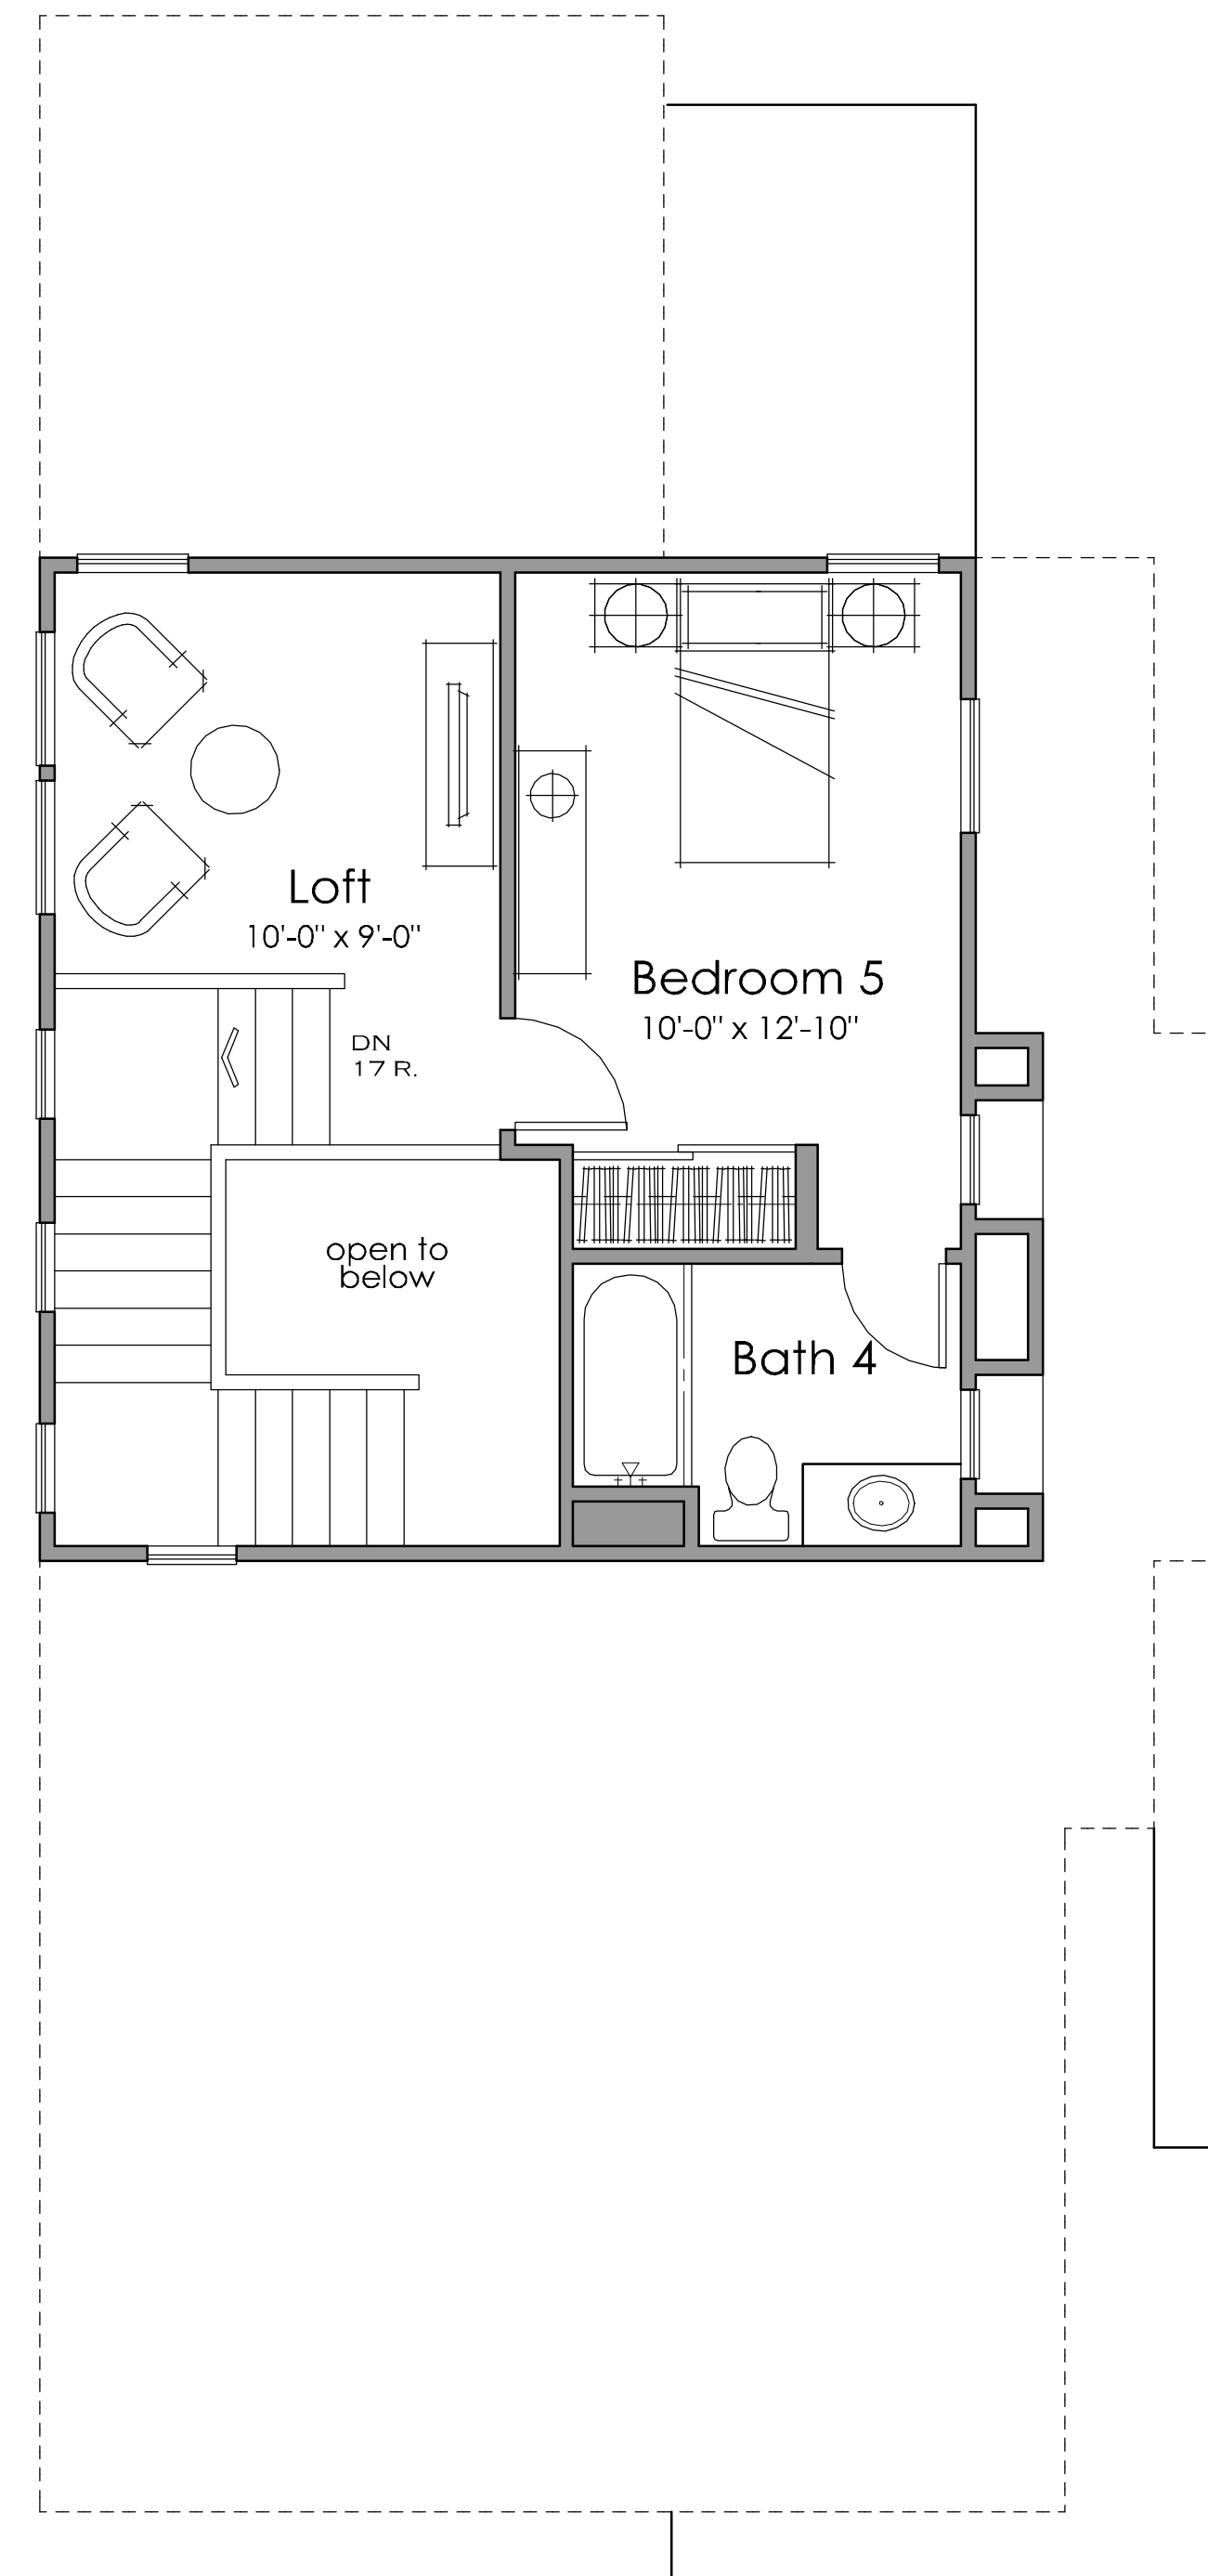 Loft
10'-0" x 9'-0"
Bedroom 5
10'-0" x 12'-10"
DN
17 R.
open to
below
Bath 4